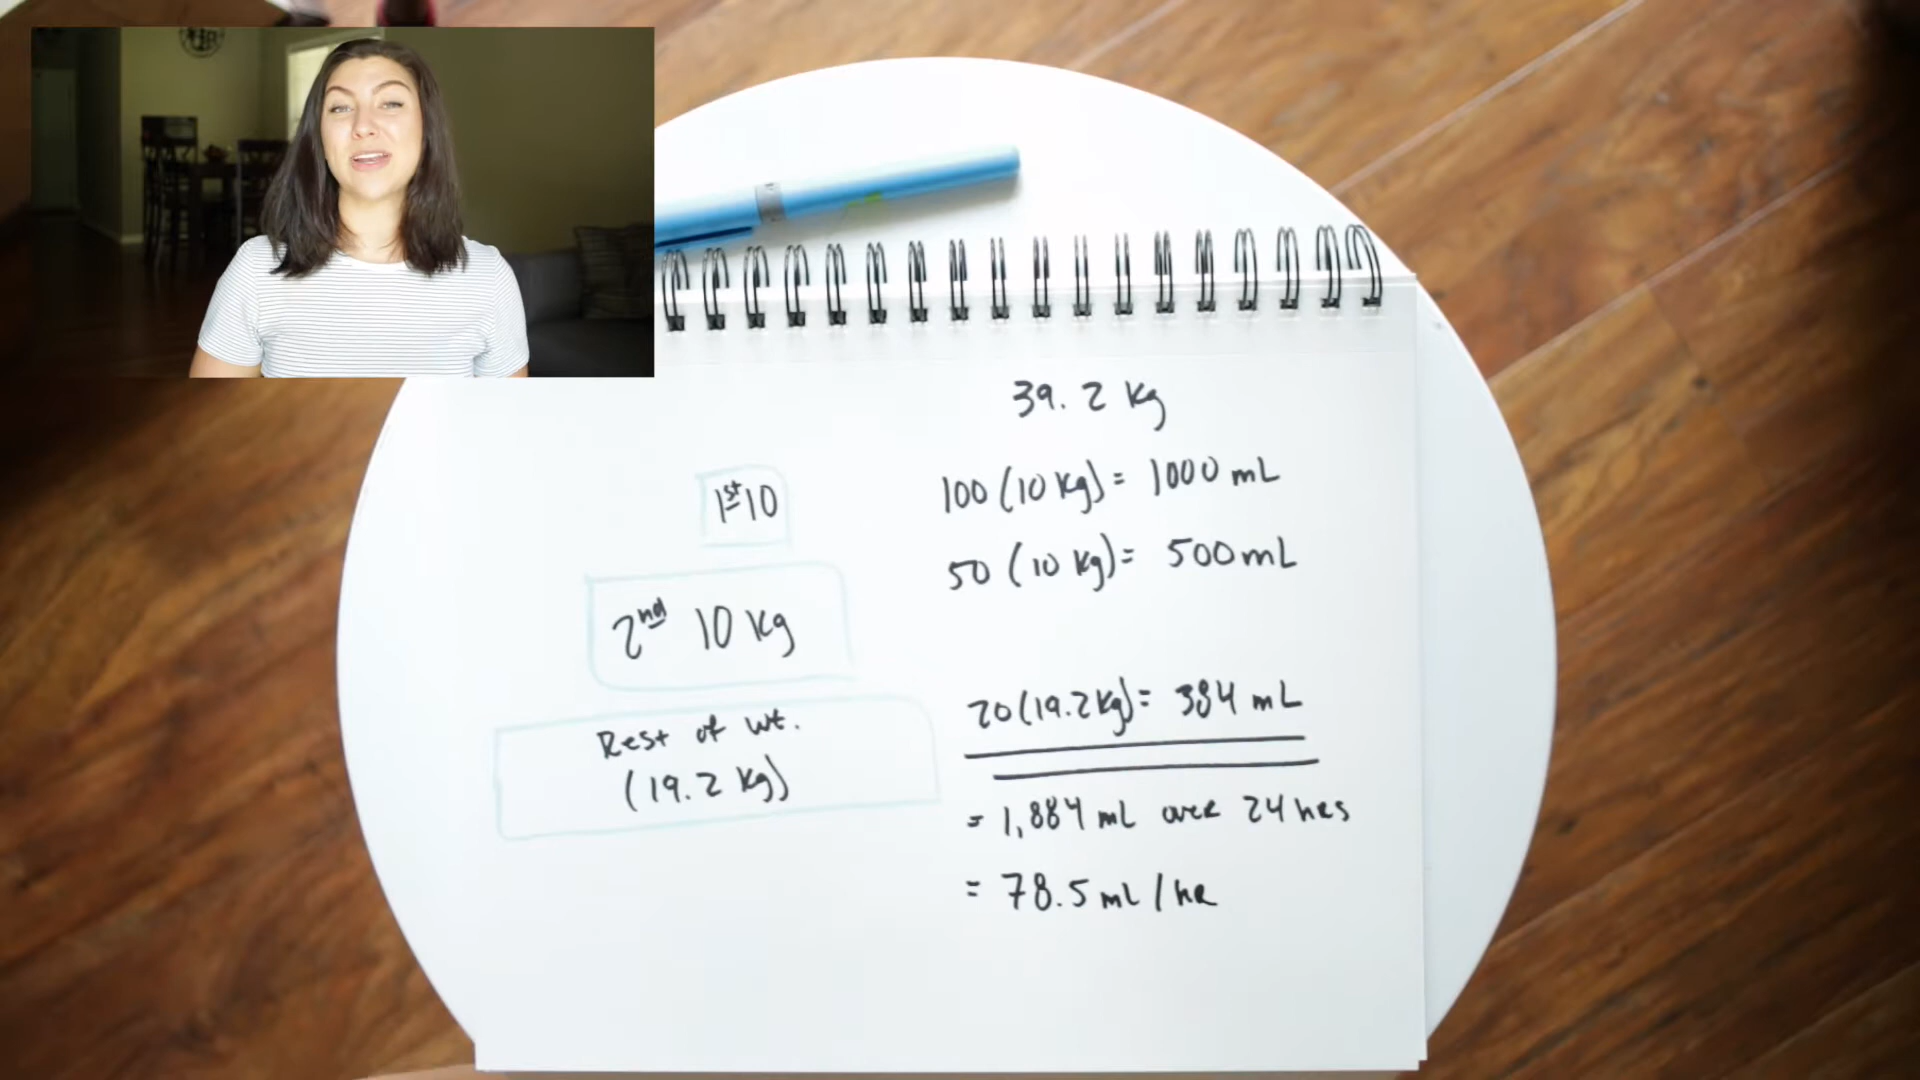 39.2 kg
1st 10
100 (10 kg) = 1000 mL
50 (10 kg) = 500 mL
2nd 10 kg
Rest of wt.
(19.2 kg)
20 (19.2 kg) = 384 mL
= 1,884 mL over 24 hrs
= 78.5 mL / hr